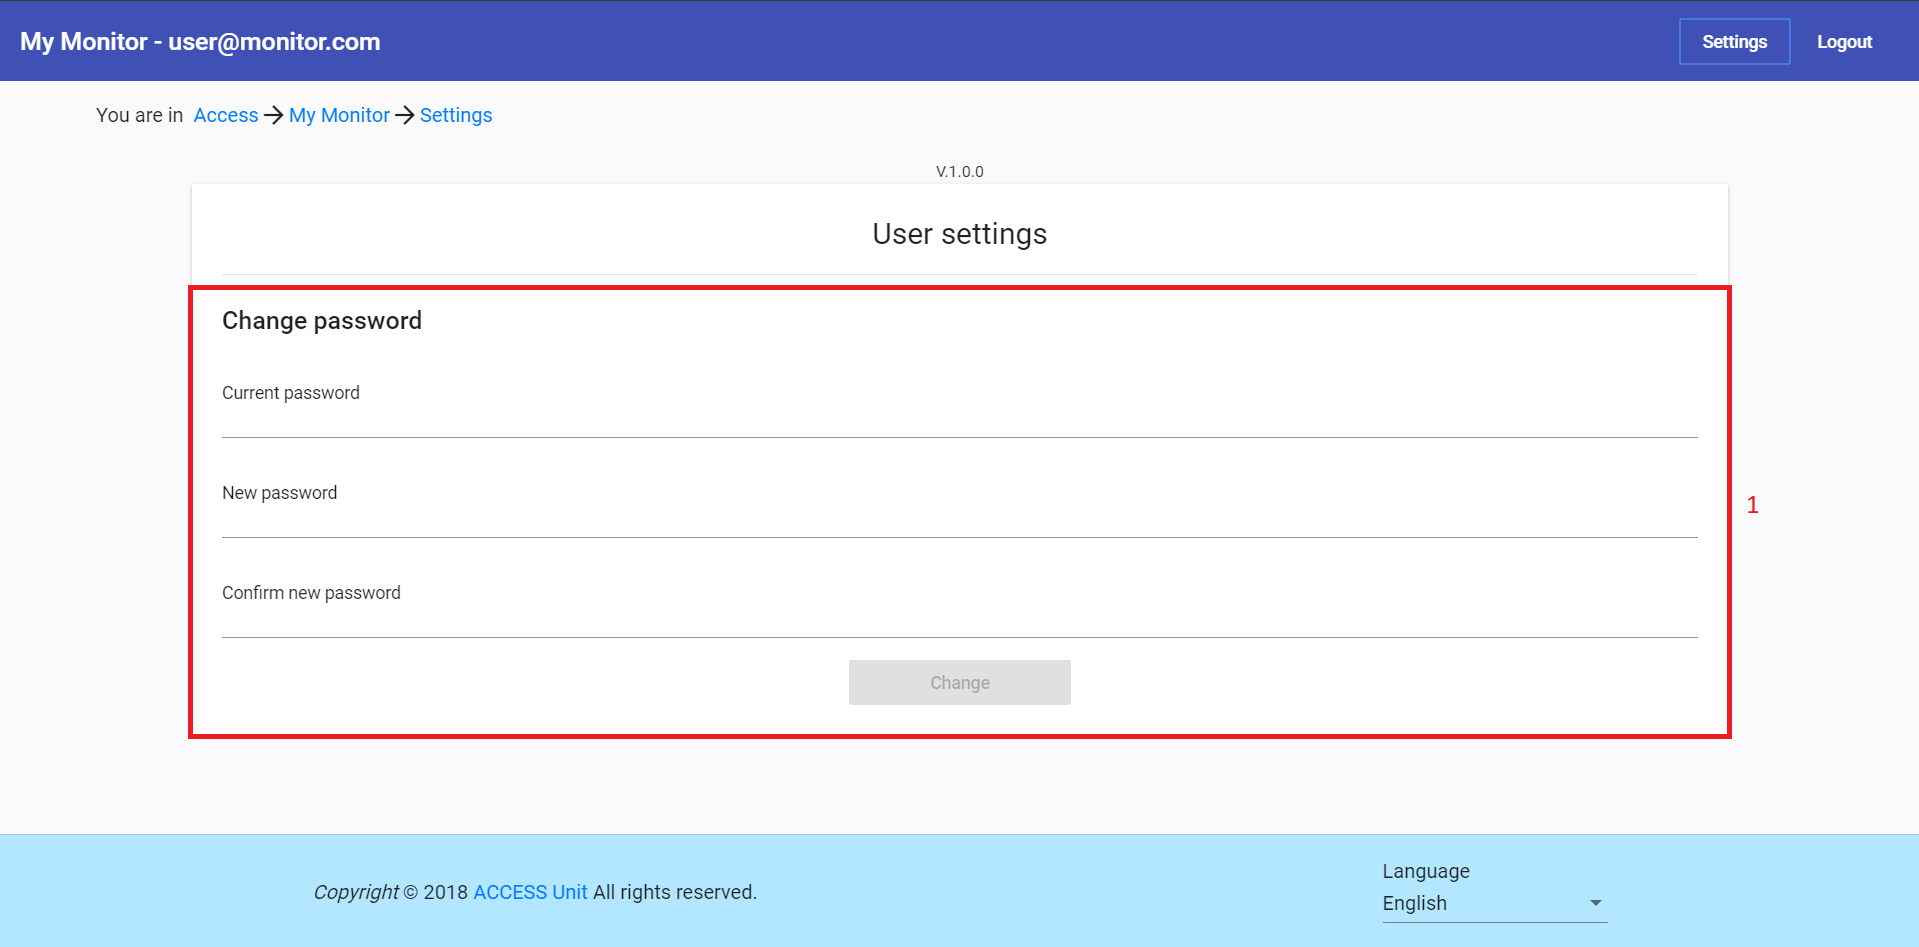 My Monitor - user@monitor.com
Settings
Logout
You are in Access → My Monitor → Settings
V.1.0.0
User settings
Change password
Current password
New password
1
Confirm new password
Change
Copyright © 2018 ACCESS Unit All rights reserved.
Language
English